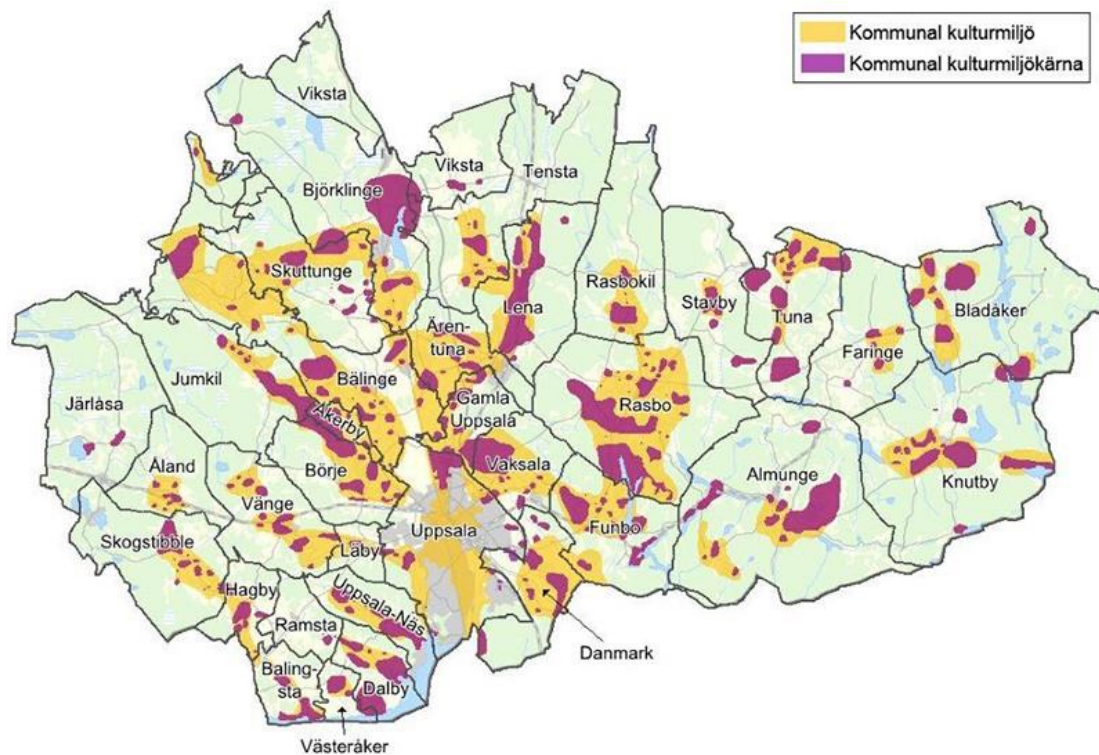 Kommunal kulturmiljö
Kommunal kulturmiljökärna
Viksta
Viksta
Tensta
Björklinge
Skuttunge
Rasbokil
Stavby
Tuna
Bladåker
Lena
Ären-
tuna
Faringe
Jumkil
Bälinge
Gamla
Uppsala
Rasbo
Järlåsa
Åkerby
Åland
Börje
Vaksala
Almunge
Knutby
Vänge
Skogstibble
Läby
Uppsala
Funbo
Hagby
Uppsala-Näs
Ramsta
Danmark
Baling-
sta
Dalby
Västeråker